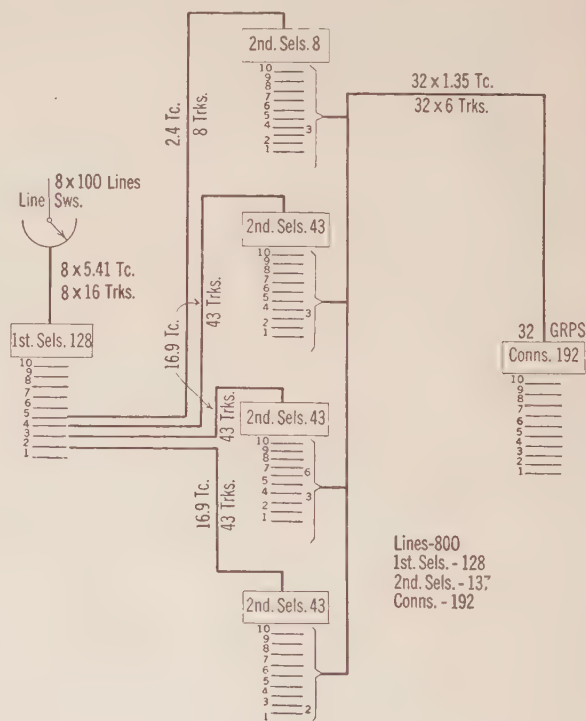 2nd. Sels. 8
10
9
8
7
6
5
4
3
2
1
2.4 Tc.
8 Trks.
32 x 1.35 Tc.
32 x 6 Trks.
8 x 100 Lines
Line Sws.
8 x 5.41 Tc.
8 x 16 Trks.
1st. Sels. 128
10
9
8
7
6
5
4
3
2
1
2nd. Sels. 43
10
9
8
7
6
5
4
3
2
1
16.9 Tc.
43 Trks.
43 Trks.
2nd. Sels. 43
10
9
8
7
6
5
4
3
2
1
16.9 Tc.
43 Trks.
2nd. Sels. 43
10
9
8
7
6
5
4
3
2
1
32 GRPS
Conns. 192
10
9
8
7
6
5
4
3
2
1
Lines-800
1st. Sels. - 128
2nd. Sels. - 137
Conns. - 192